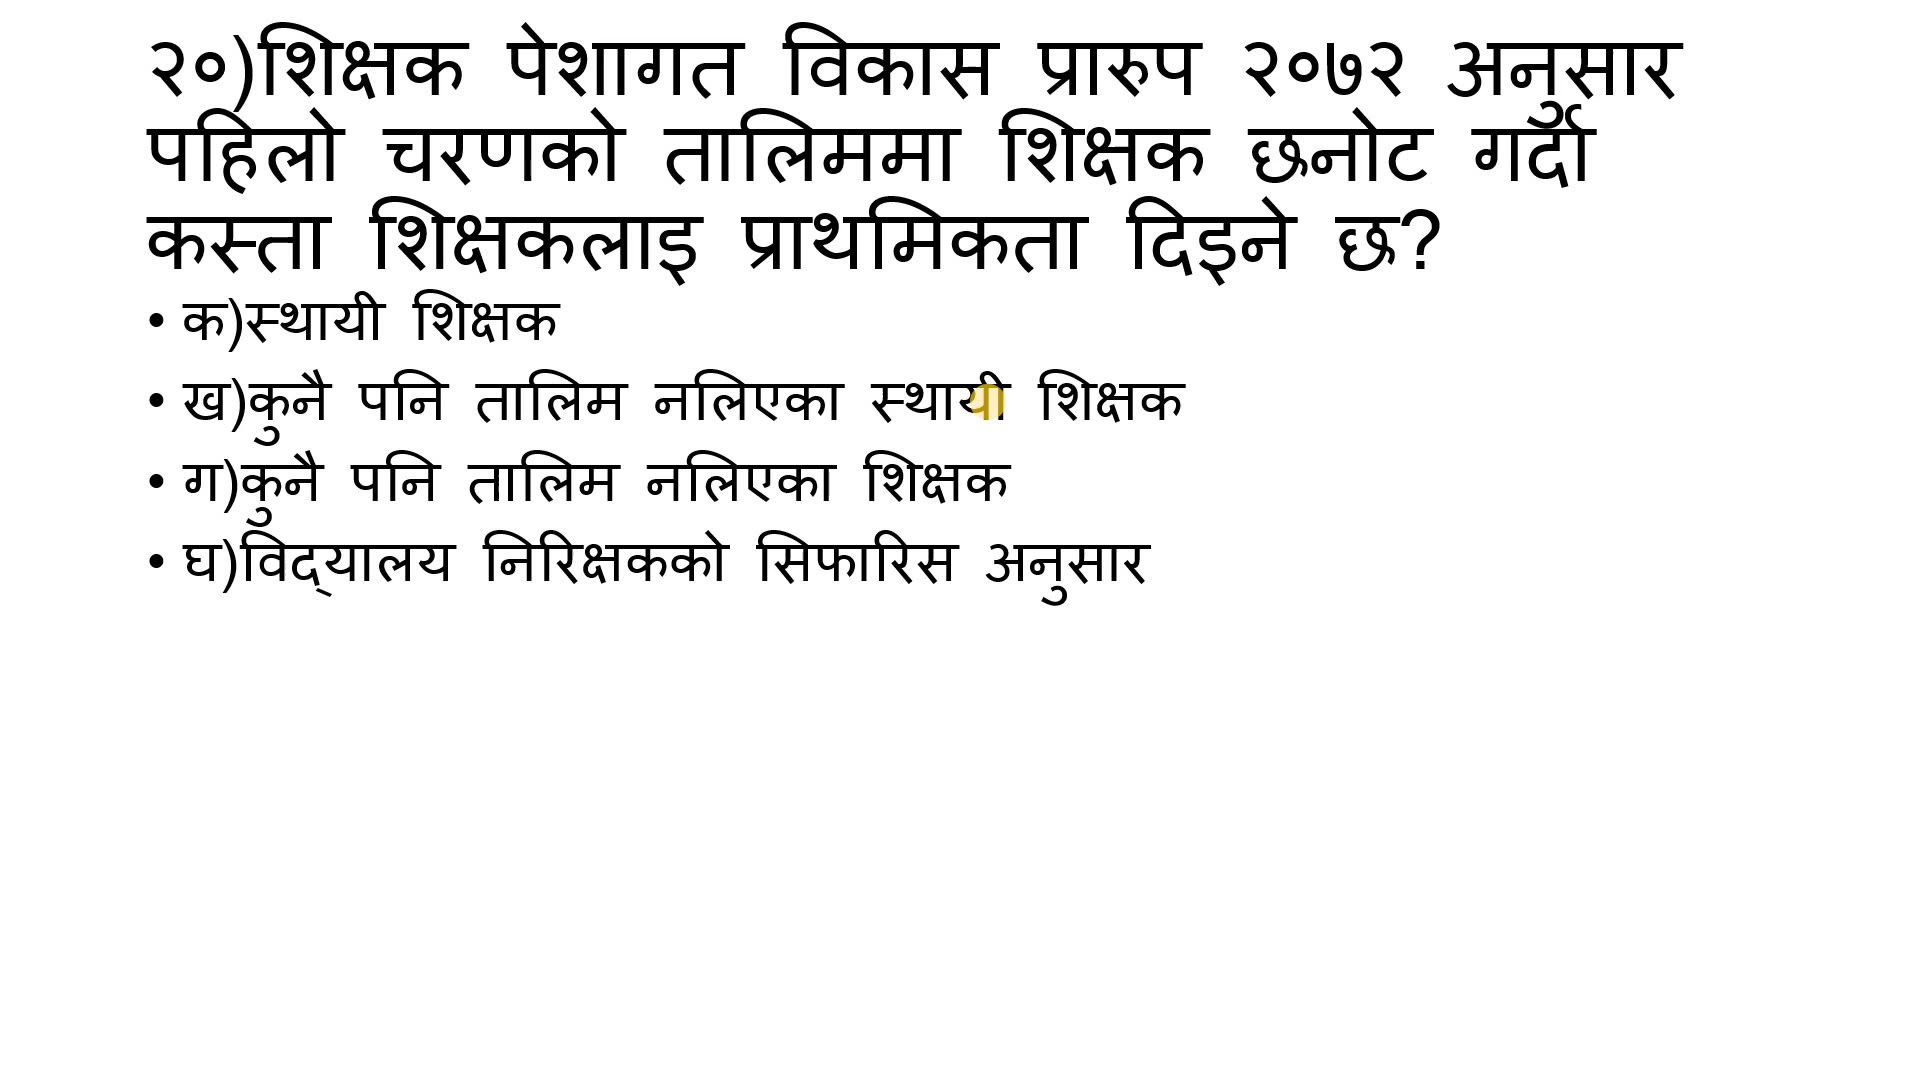 २०)शिक्षक पेशागत विकास प्रारुप २०७२ अनुसार
पहिलो चरणको तालिममा शिक्षक छनोट गर्दा
कस्ता शिक्षकलाइ प्राथमिकता दिइने छ?
• क)स्थायी शिक्षक
• ख)कुनै पनि तालिम नलिएका स्थायी शिक्षक
• ग)कुनै पनि तालिम नलिएका शिक्षक
• घ)विद्‌यालय निरिक्षकको सिफारिस अनुसार